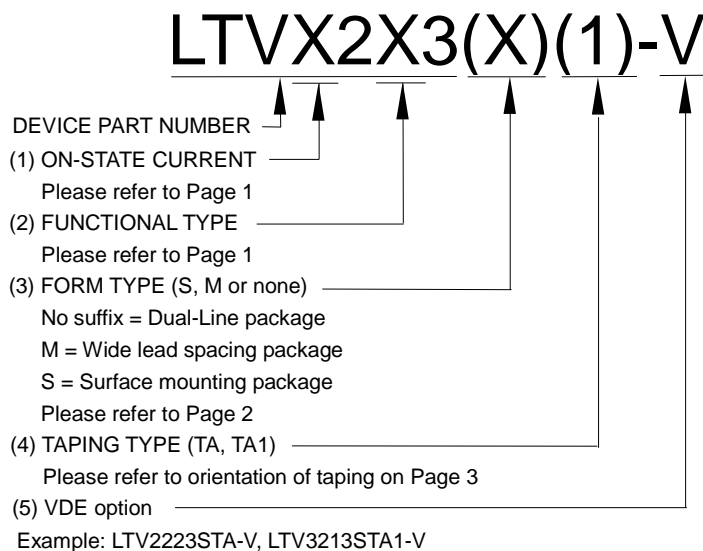 LTVX2X3(X)(1)-V
DEVICE PART NUMBER
(1) ON-STATE CURRENT
Please refer to Page 1
(2) FUNCTIONAL TYPE
Please refer to Page 1
(3) FORM TYPE (S, M or none)
No suffix = Dual-Line package
M = Wide lead spacing package
S = Surface mounting package
Please refer to Page 2
(4) TAPING TYPE (TA, TA1)
Please refer to orientation of taping on Page 3
(5) VDE option
Example: LTV2223STA-V, LTV3213STA1-V